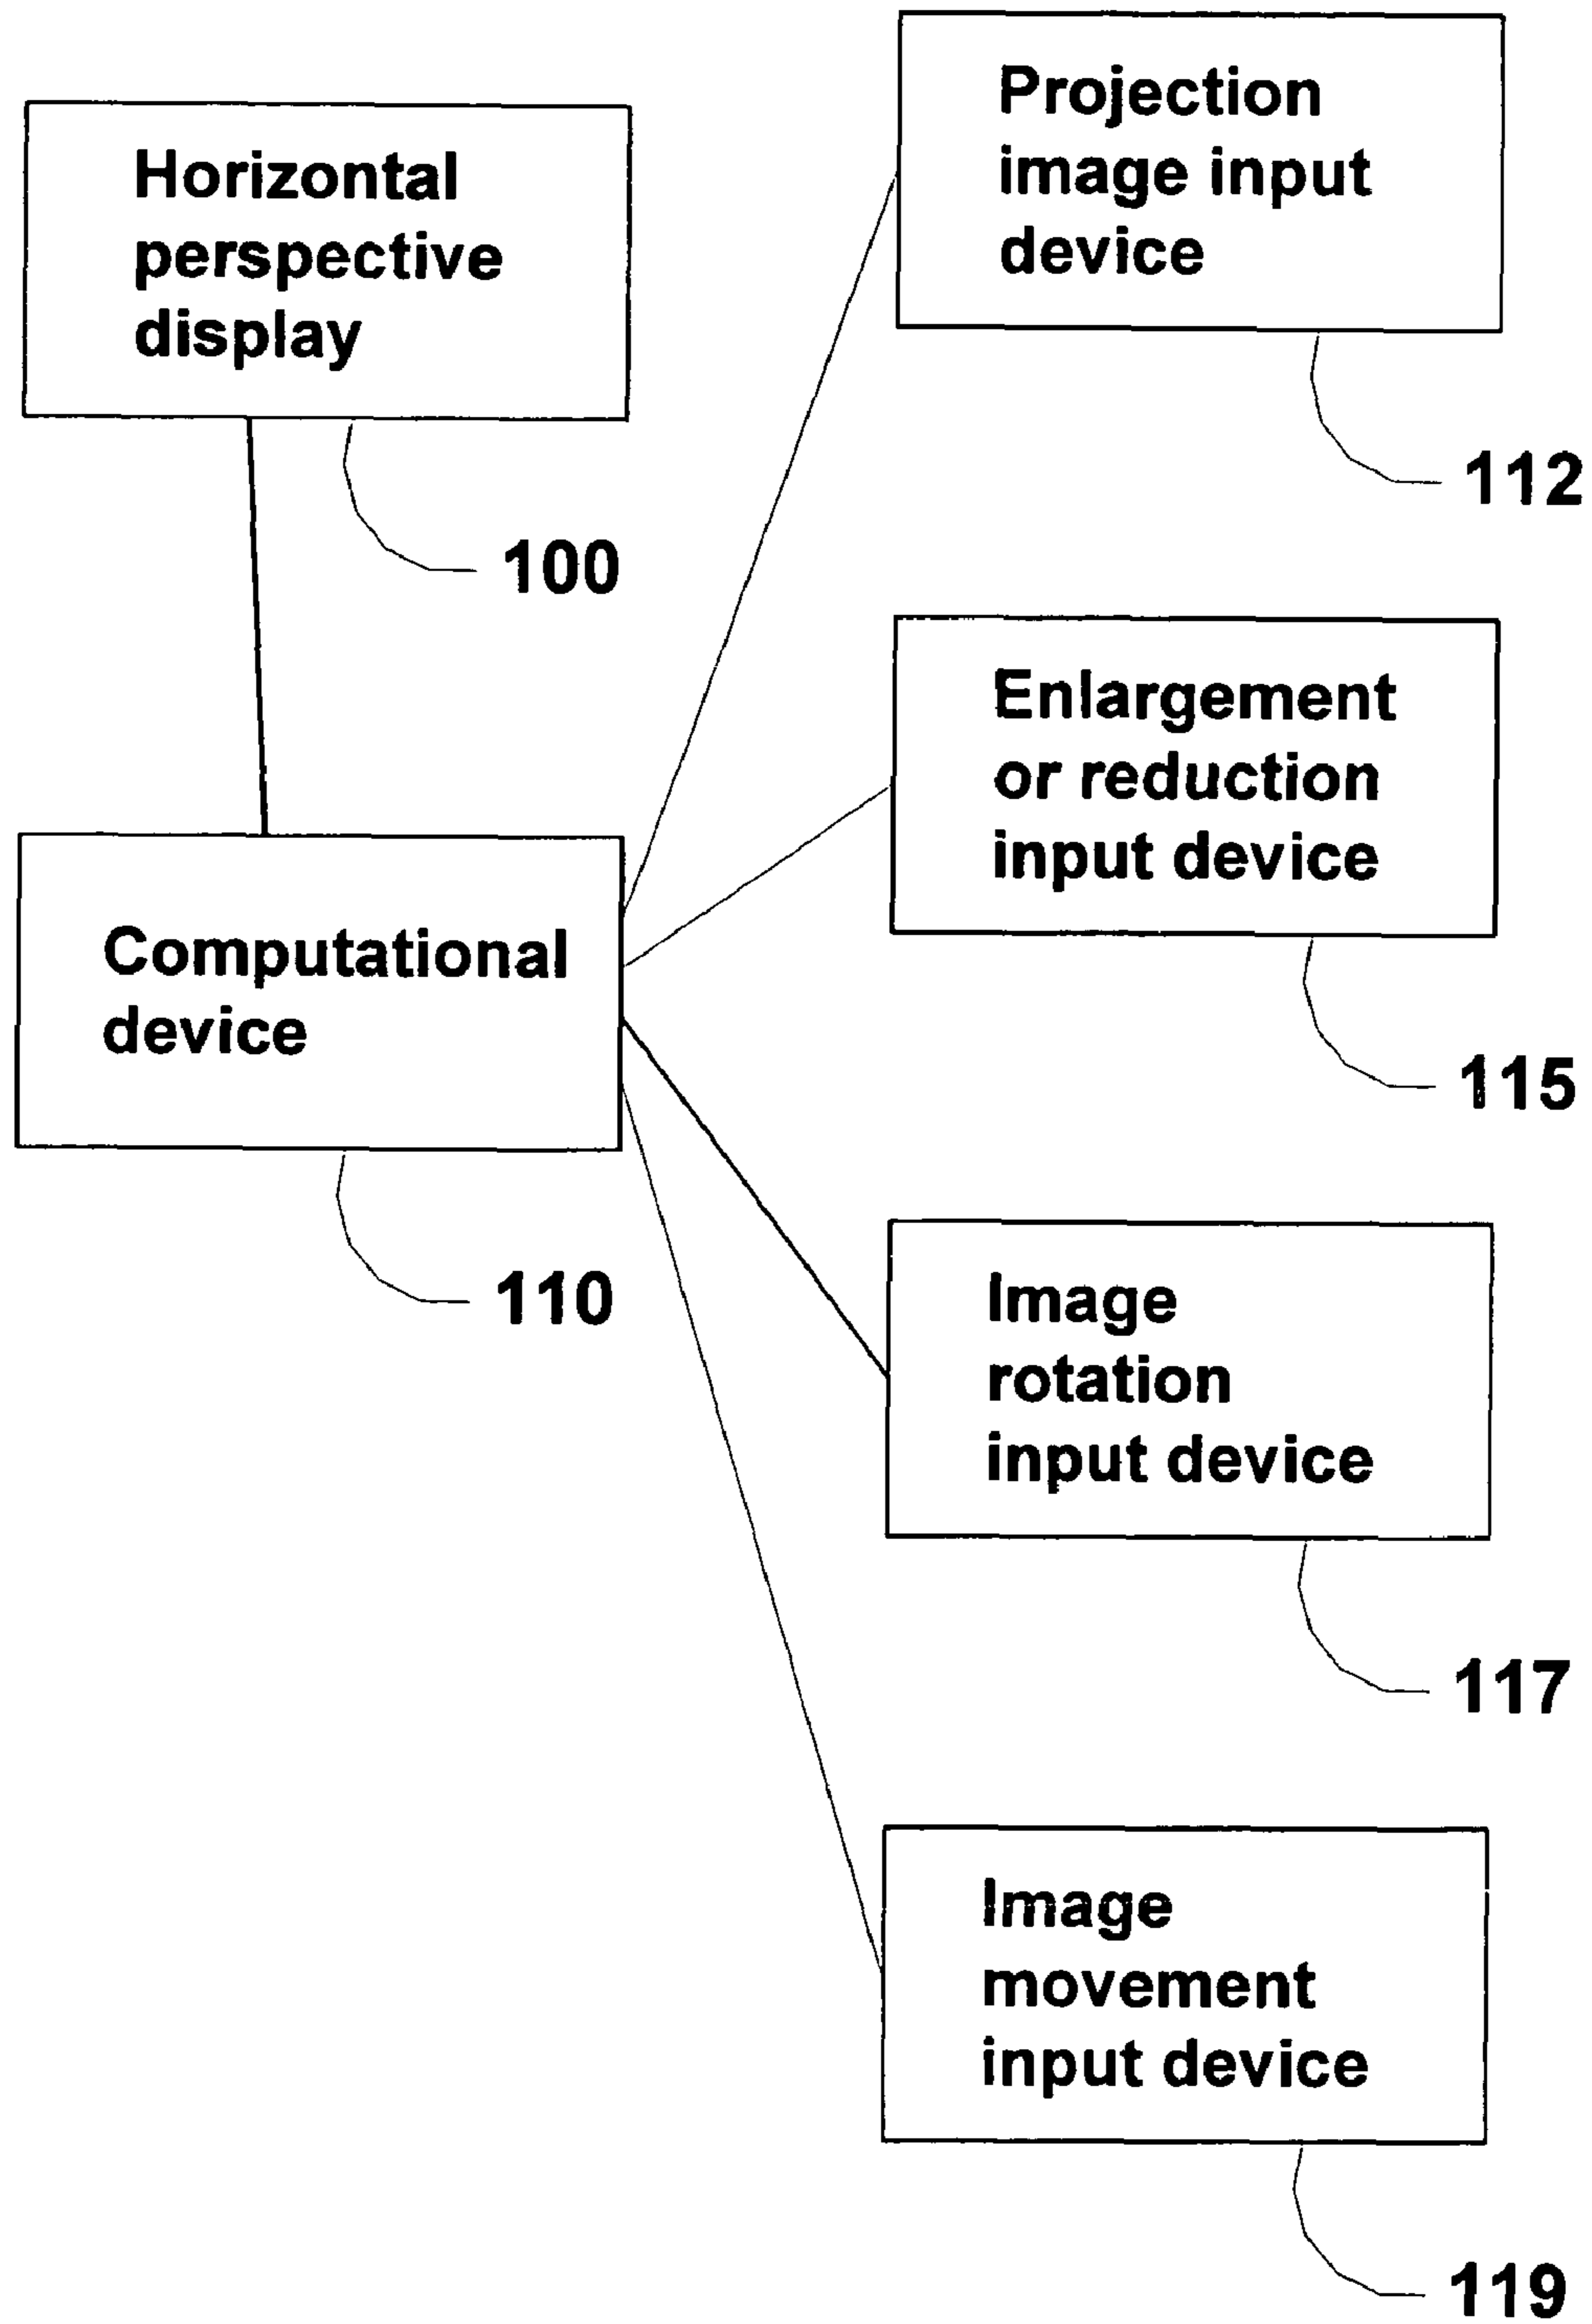 Horizontal
perspective
display
100
Computational
device
110
Projection
image input
device
112
Enlargement
or reduction
input device
115
Image
rotation
input device
117
Image
movement
input device
119